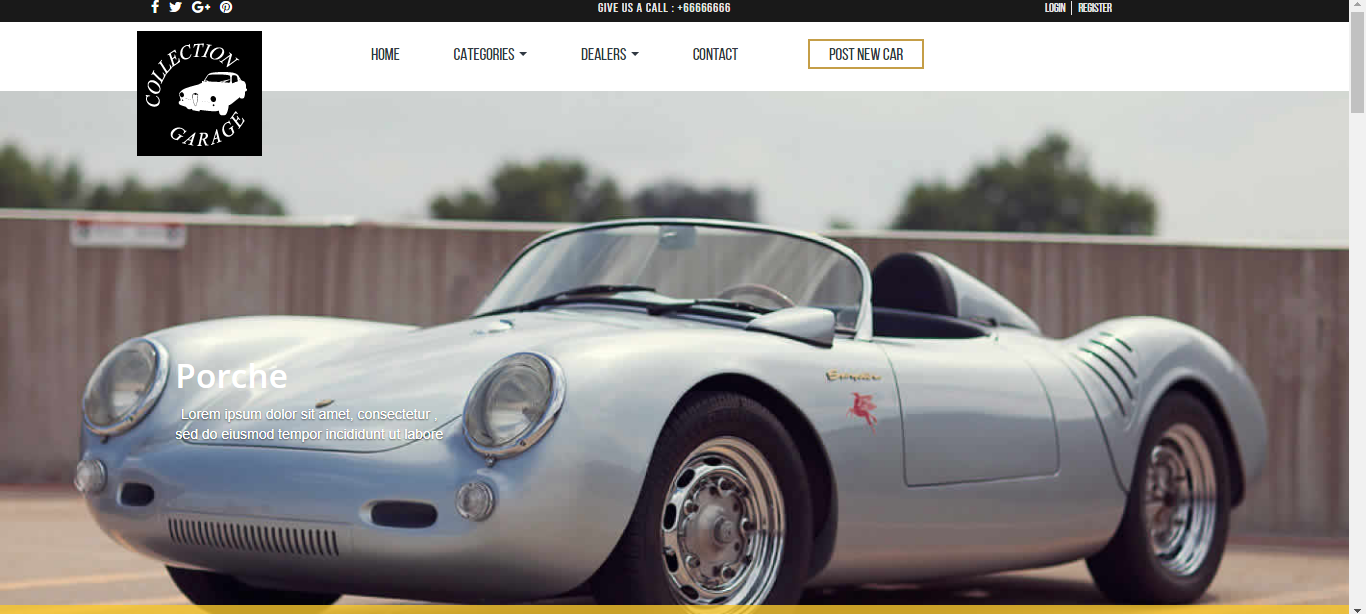 GIVE US A CALL : +66666666
LOGIN | REGISTER
COLLECTION
GARAGE
HOME
CATEGORIES
DEALERS
CONTACT
POST NEW CAR
Porche
Lorem ipsum dolor sit amet, consectetur ,
sed do eiusmod tempor incididunt ut labore